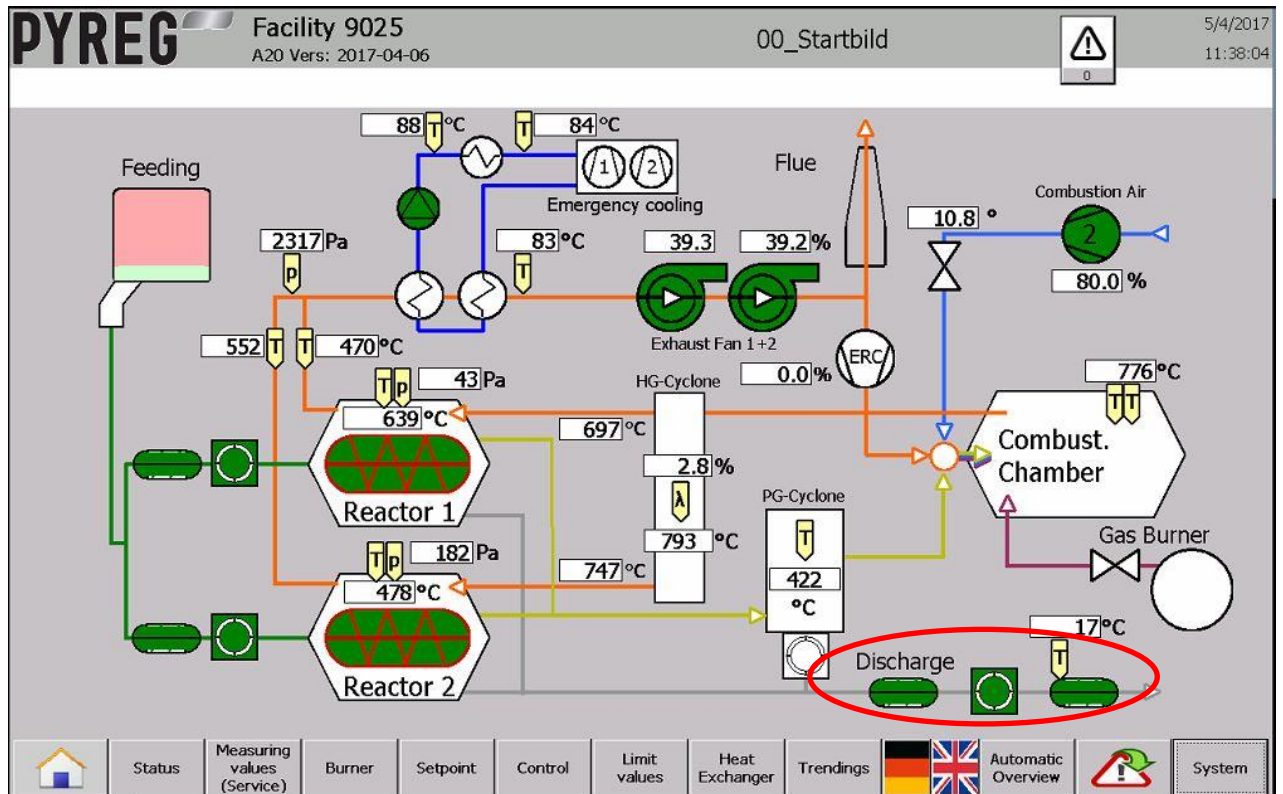 PYREG
Facility 9025
A20 Vers: 2017-04-06
00_Startbild
0
5/4/2017
11:38:04
88 T °C
T 84 °C
Feeding
1 2
Emergency cooling
Flue
Combustion Air
10.8 °
2
80.0 %
2317 Pa
p
83 °C
T
39.3
39.2 %
Exhaust Fan 1+2
552 T
T 470 °C
ERC
0.0 %
T p 43 Pa
639 °C
HG-Cyclone
697 °C
776 °C
T T
Combust.
Chamber
2.8 %
λ
793 °C
Reactor 1
PG-Cyclone
T
422
°C
Gas Burner
T p 182 Pa
478 °C
747 °C
Reactor 2
Discharge
17 °C
T
Status
Measuring
values
(Service)
Burner
Setpoint
Control
Limit
values
Heat
Exchanger
Trendings
Automatic
Overview
System